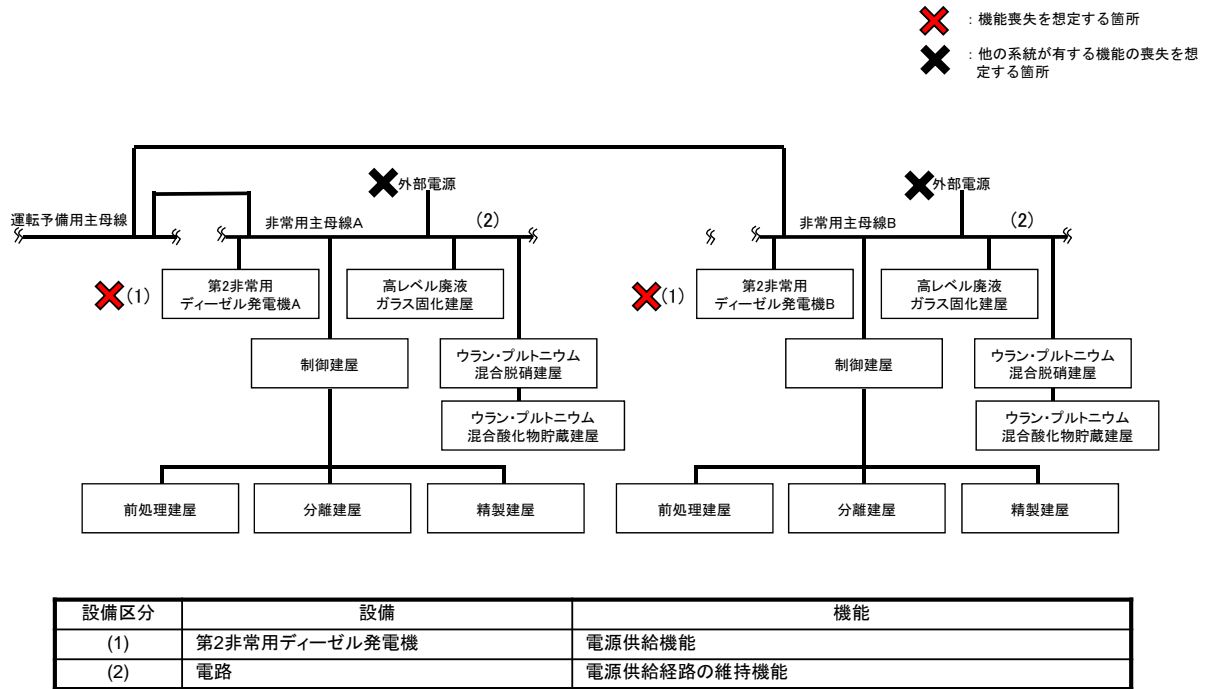 ：機能喪失を想定する箇所
：他の系統が有する機能の喪失を想
定する箇所
外部電源
外部電源
運転予備用主母線
非常用主母線A
(2)
非常用主母線B
(2)
(1)
第2非常用
ディーゼル発電機A
高レベル廃液
ガラス固化建屋
(1)
第2非常用
ディーゼル発電機B
高レベル廃液
ガラス固化建屋
制御建屋
ウラン・プルトニウム
混合脱硝建屋
制御建屋
ウラン・プルトニウム
混合脱硝建屋
ウラン・プルトニウム
混合酸化物貯蔵建屋
ウラン・プルトニウム
混合酸化物貯蔵建屋
前処理建屋
分離建屋
精製建屋
前処理建屋
分離建屋
精製建屋
設備区分 設備 機能
(1) 第2非常用ディーゼル発電機 電源供給機能
(2) 電路 電源供給経路の維持機能